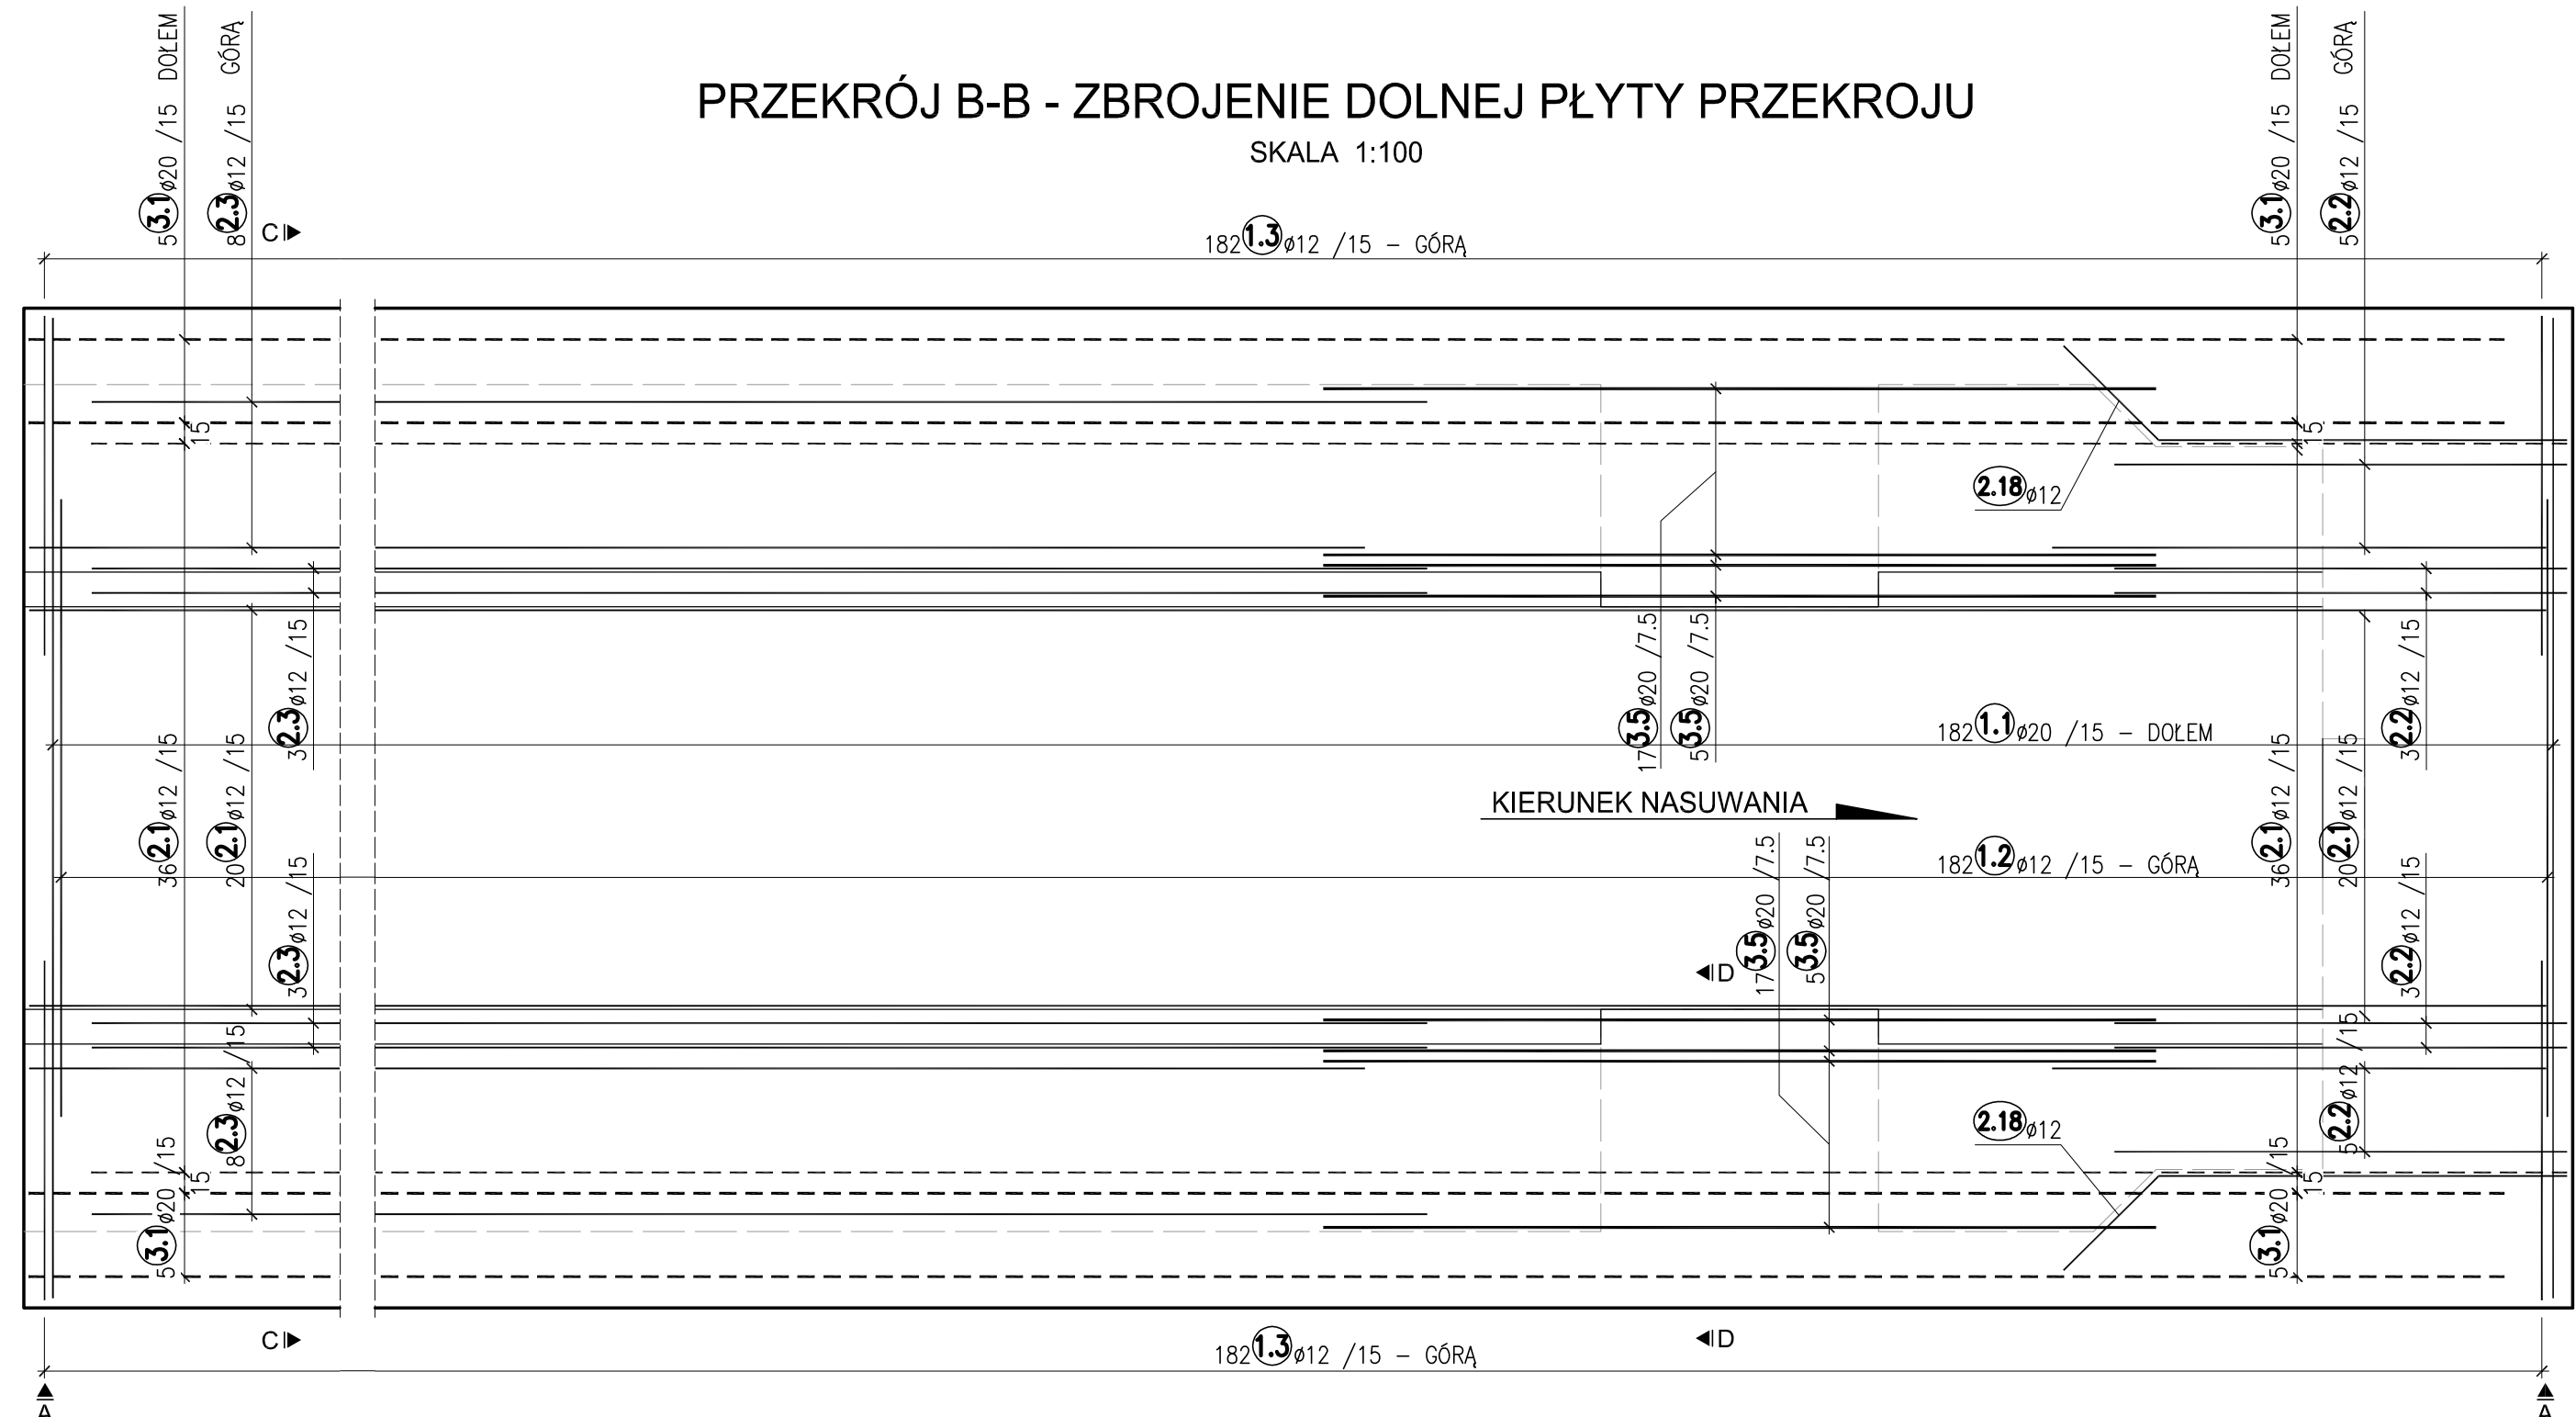 PRZEKRÓJ B-B - ZBROJENIE DOLNEJ PŁYTY PRZEKROJU
SKALA 1:100
5 3.1 ø20 /15 DOŁEM
8 2.3 ø12 /15 GÓRĄ
5 3.1 ø20 /15 DOŁEM
5 2.2 ø12 /15 GÓRĄ
C
182 1.3 ø12 /15 - GÓRĄ
15
15
2.18 ø12
3 2.3 ø12 /15
17 3.5 ø20 /7.5
5 3.5 ø20 /7.5
182 1.1 ø20 /15 - DOŁEM
3 2.2 ø12 /15
KIERUNEK NASUWANIA
36 2.1 ø12 /15
20 2.1 ø12 /15
36 2.1 ø12 /15
20 2.1 ø12 /15
182 1.2 ø12 /15 - GÓRĄ
3 2.3 ø12 /15
17 3.5 ø20 /7.5
5 3.5 ø20 /7.5
3 2.2 ø12 /15
D
8 2.3 ø12 /15
5 2.2 ø12 /15
2.18 ø12
5 3.1 ø20 /15
15
5 3.1 ø20 /15
15
C
182 1.3 ø12 /15 - GÓRĄ
D
A
A